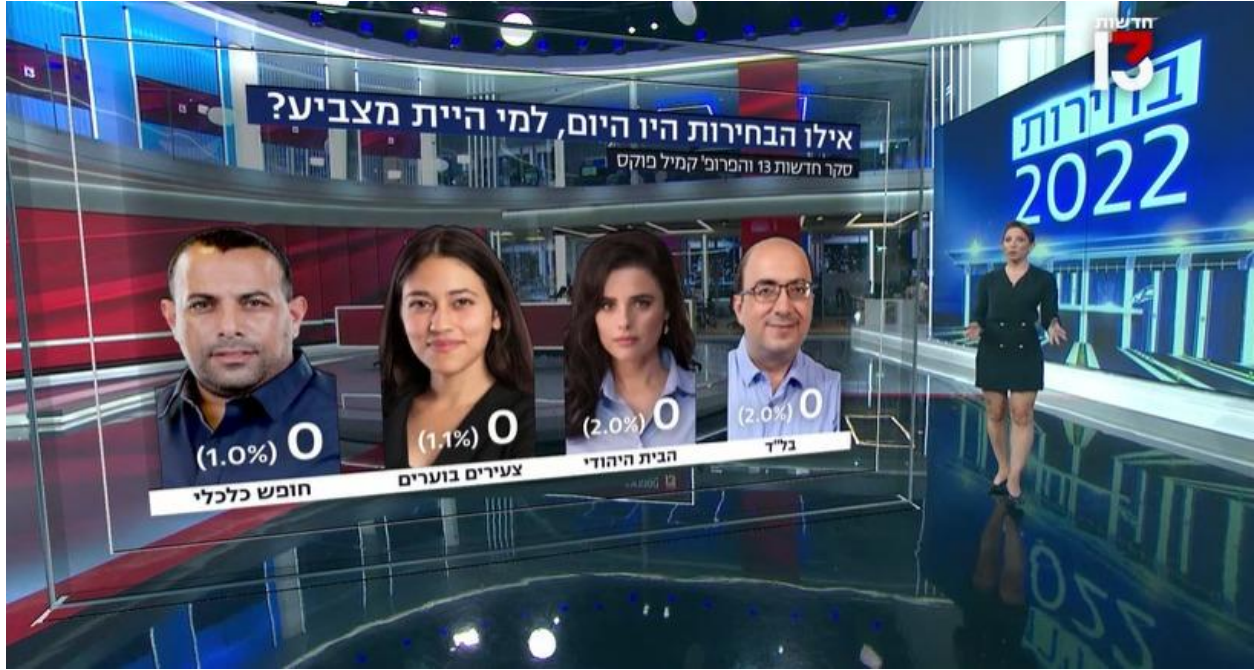 חדשות
13
בחירות
2022
אילו הבחירות היו היום, למי היית מצביע?
סקר חדשות 13 והפרופ' קמיל פוקס
0 (2.0%)
בל"ד
0 (2.0%)
הבית היהודי
0 (1.1%)
צעירים בוערים
0 (1.0%)
חופש כלכלי